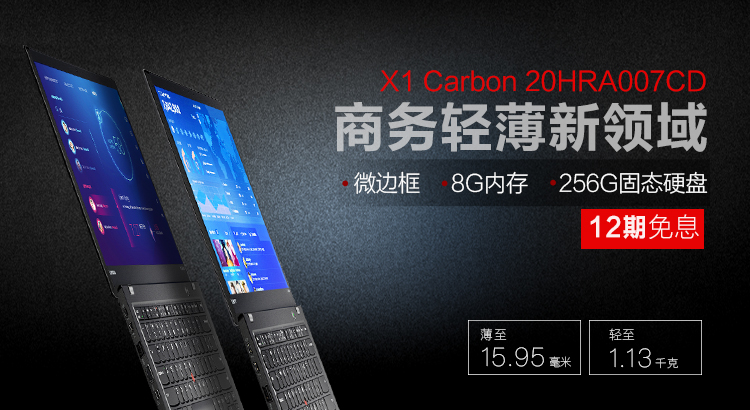 X1 Carbon 20HRA007CD
商务轻薄新领域
•微边框 •8G内存 •256G固态硬盘
12期免息
薄至
15.95毫米
轻至
1.13千克